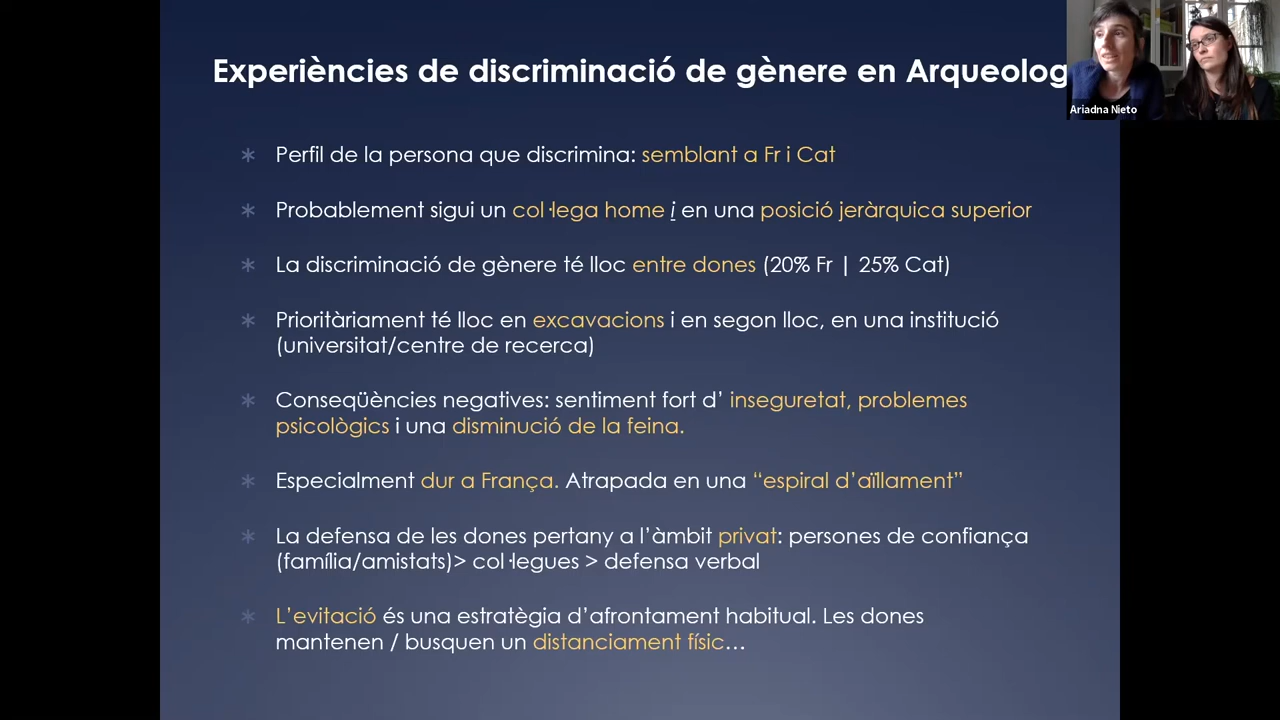 Experiències de discriminació de gènere en Arqueolog
Ariadna Nieto
Perfil de la persona que discrimina: semblant a Fr i Cat
Probablement sigui un col·lega home i en una posició jeràrquica superior
La discriminació de gènere té lloc entre dones (20% Fr | 25% Cat)
Prioritàriament té lloc en excavacions i en segon lloc, en una institució
(universitat/centre de recerca)
Conseqüències negatives: sentiment fort d’ inseguretat, problemes
psicològics i una disminució de la feina.
Especialment dur a França. Atrapada en una “espiral d’aïllament”
La defensa de les dones pertany a l’àmbit privat: persones de confiança
(família/amistats)> col·legues > defensa verbal
L’evitació és una estratègia d’afrontament habitual. Les dones
mantenen / busquen un distanciament físic…